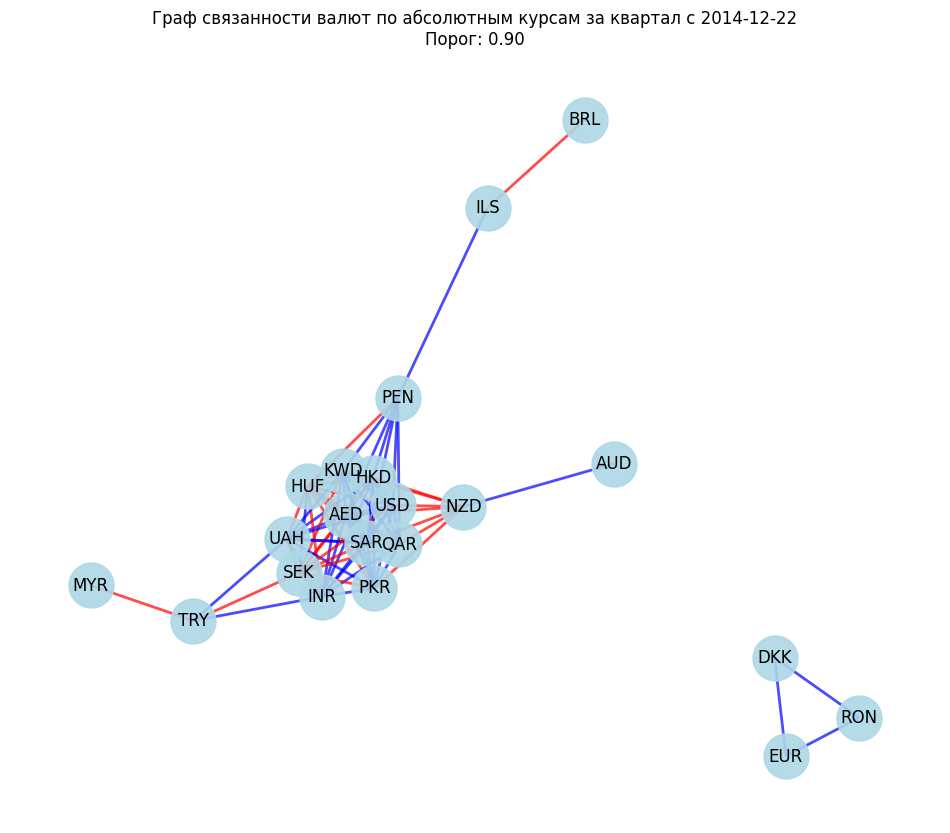 Граф связанности валют по абсолютным курсам за квартал с 2014-12-22
Порог: 0.90
BRL
ILS
PEN
AUD
KWD
HKD
HUF
USD
NZD
AED
UAH
SAR
QAR
SEK
MYR
PKR
INR
TRY
DKK
RON
EUR